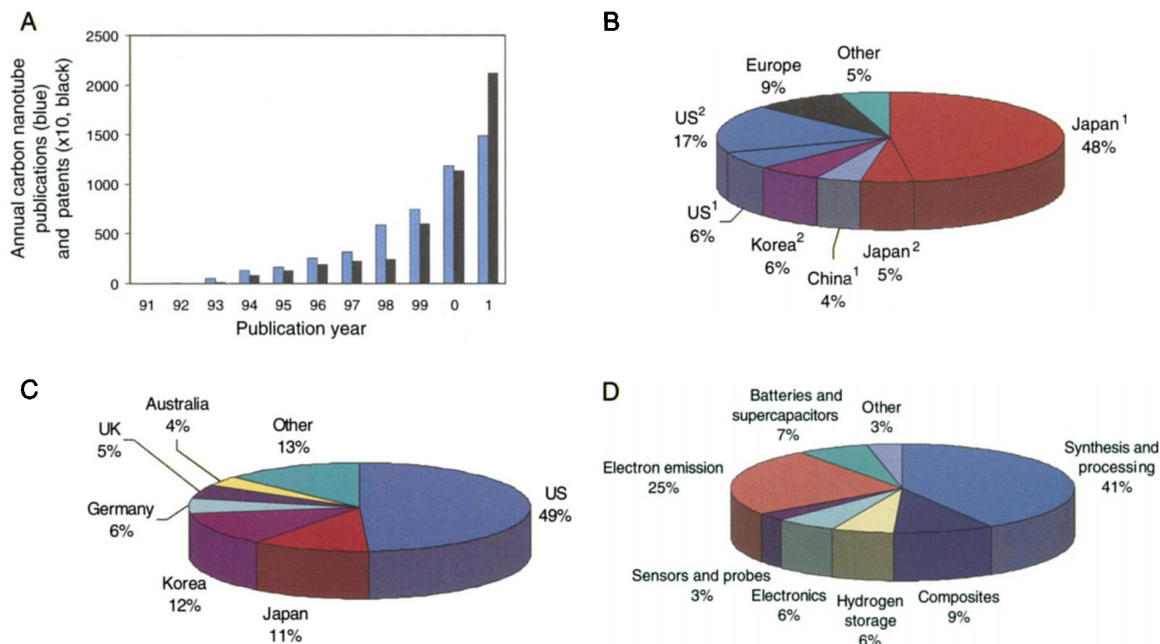 A
Annual carbon nanotube
publications (blue)
and patents (x10, black)
2500
2000
1500
1000
500
0
91 92 93 94 95 96 97 98 99 0 1
Publication year
B
Other
5%
Europe
9%
US2
17%
Japan1
48%
US1
6%
Korea2
6%
China1
4%
Japan2
5%
C
Australia
4%
Other
13%
UK
5%
US
49%
Germany
6%
Korea
12%
Japan
11%
D
Batteries and
supercapacitors
7%
Other
3%
Synthesis and
processing
41%
Electron emission
25%
Sensors and probes
3%
Electronics
6%
Hydrogen
storage
6%
Composites
9%